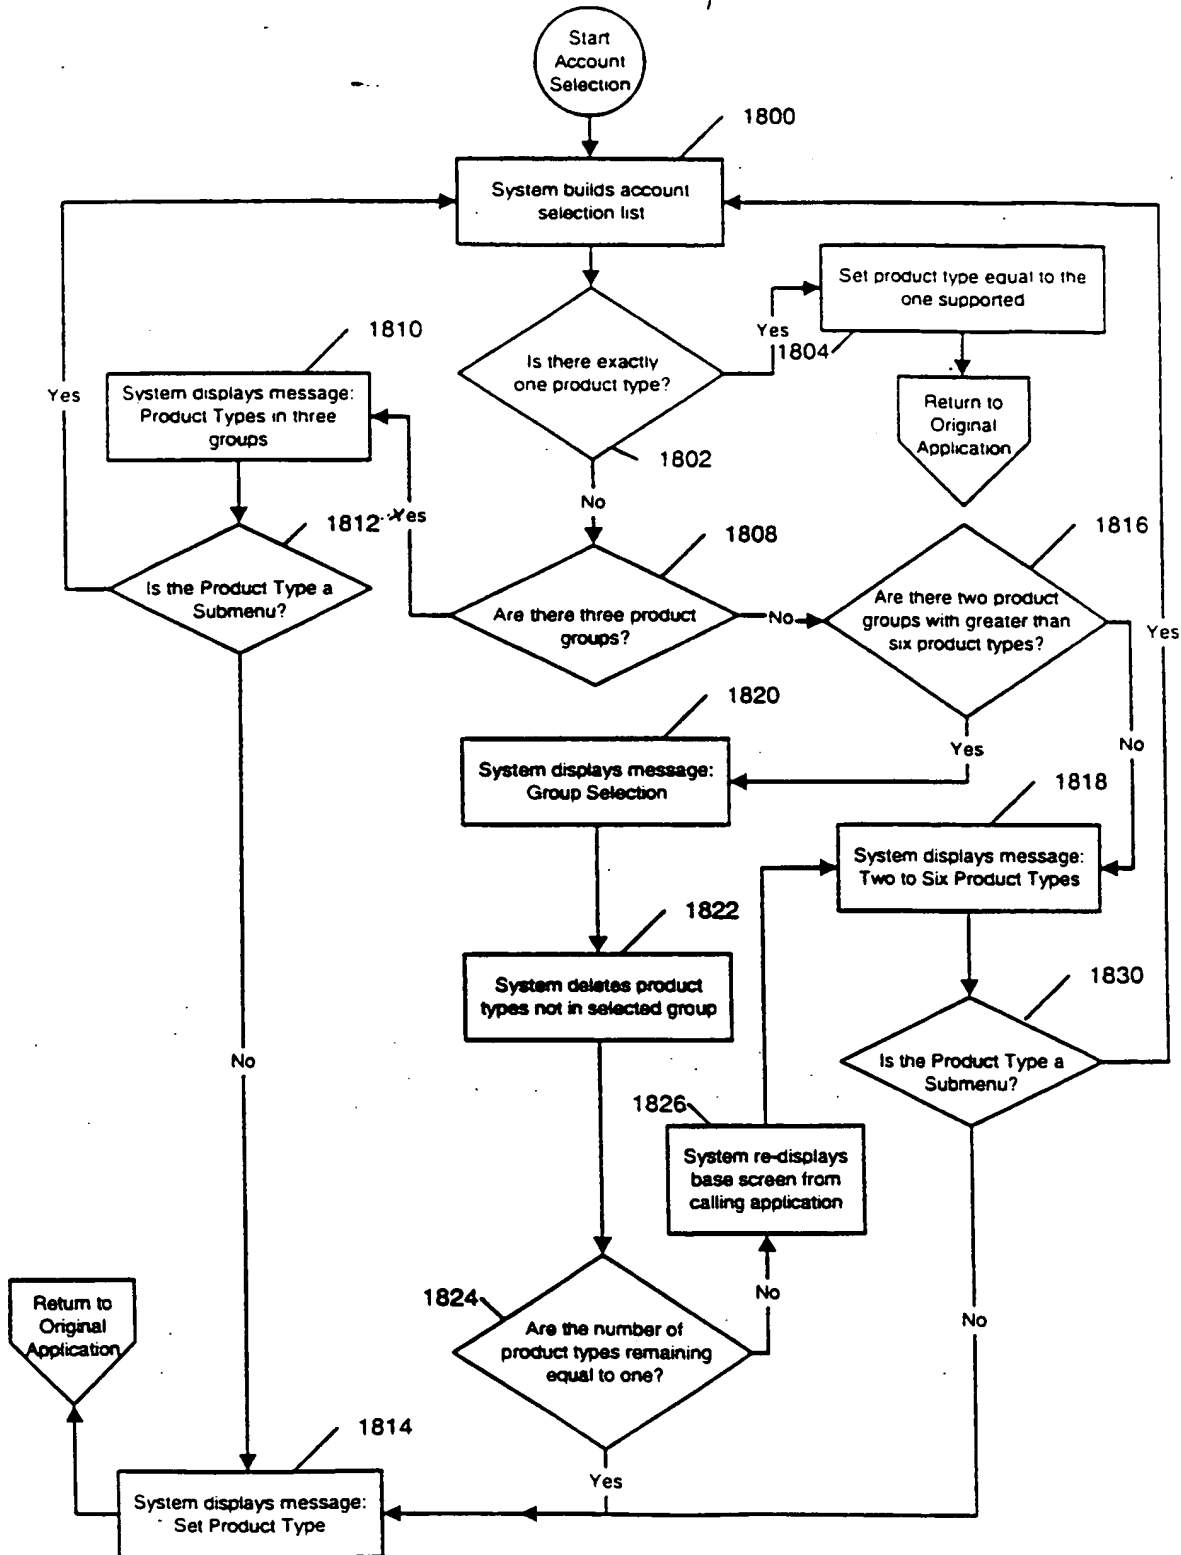 Start
Account
Selection
1800
System builds account
selection list
Set product type equal to the
one supported
Yes
1804
1810
Is there exactly
one product type?
Yes
System displays message:
Product Types in three
groups
Return to
Original
Application
1802
No
1812
Yes
1808
1816
Is the Product Type a
Submenu?
Are there three product
groups?
No
Are there two product
groups with greater than
six product types?
Yes
1820
Yes
No
System displays message:
Group Selection
1818
System displays message:
Two to Six Product Types
1822
System deletes product
types not in selected group
1830
No
Is the Product Type a
Submenu?
1826
System re-displays
base screen from
calling application
1824
No
Return to
Original
Application
Are the number of
product types remaining
equal to one?
No
1814
Yes
System displays message:
Set Product Type